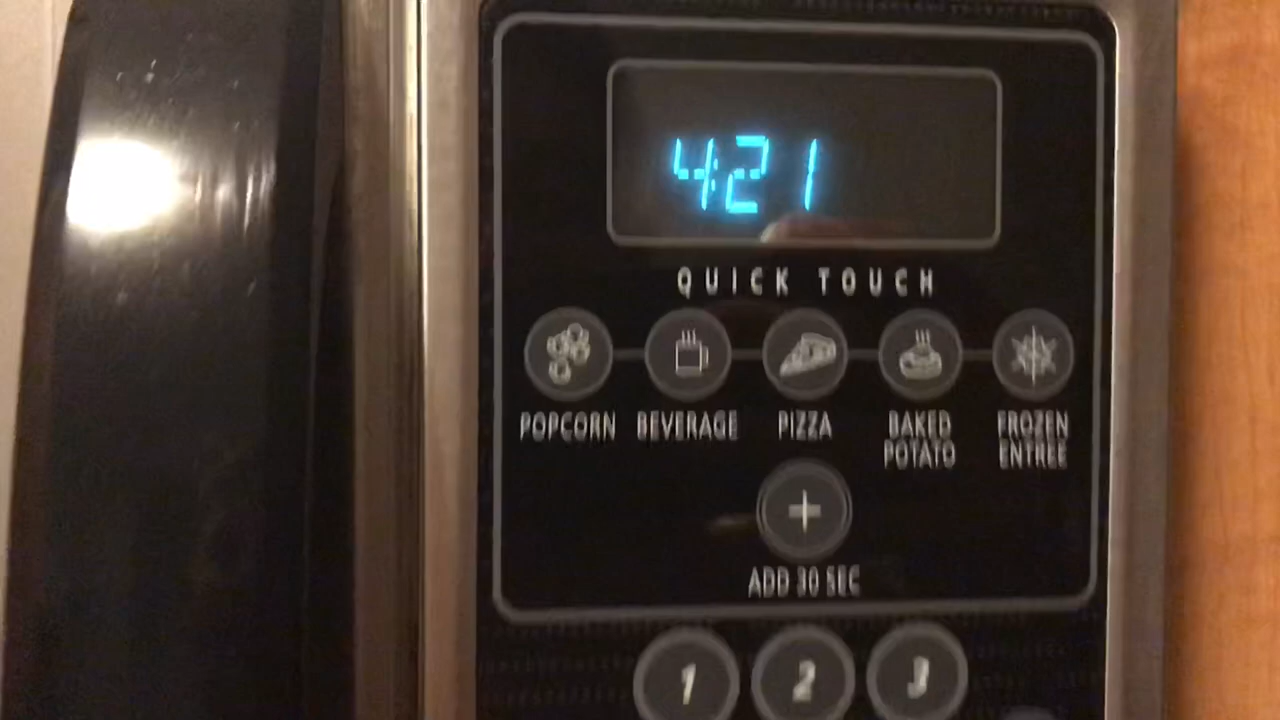 4:21
QUICK TOUCH
POPCORN BEVERAGE PIZZA BAKED POTATO FROZEN ENTREE
+
ADD 30 SEC
1 2 3